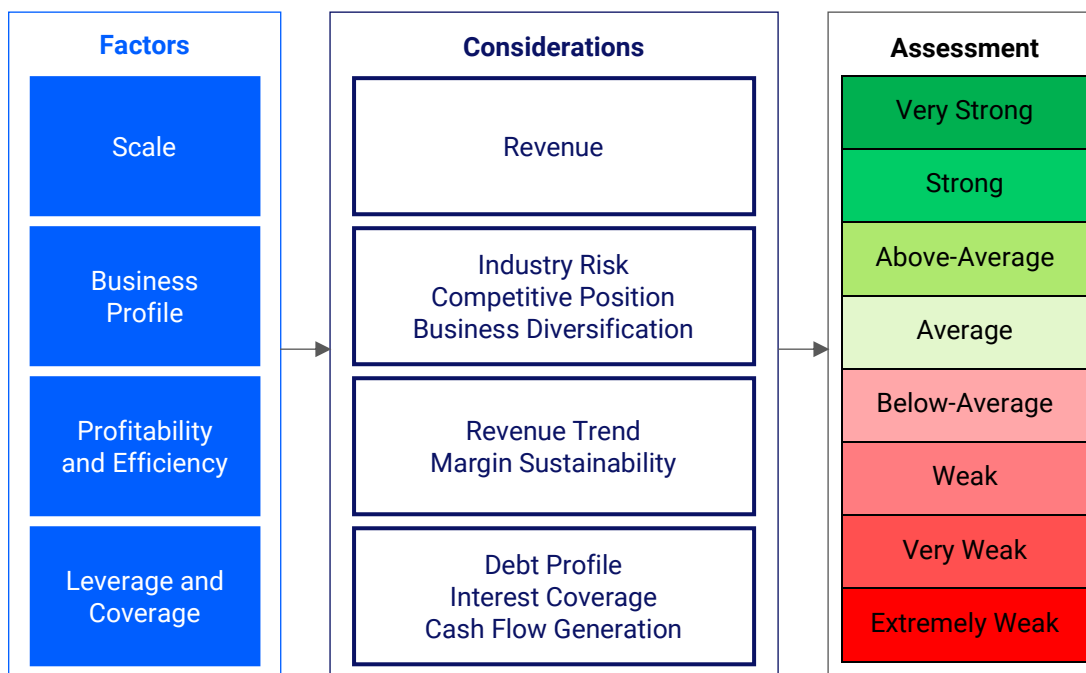 Factors
Scale
Business
Profile
Profitability
and Efficiency
Leverage and
Coverage
Considerations
Revenue
Industry Risk
Competitive Position
Business Diversification
Revenue Trend
Margin Sustainability
Debt Profile
Interest Coverage
Cash Flow Generation
Assessment
Very Strong
Strong
Above-Average
Average
Below-Average
Weak
Very Weak
Extremely Weak